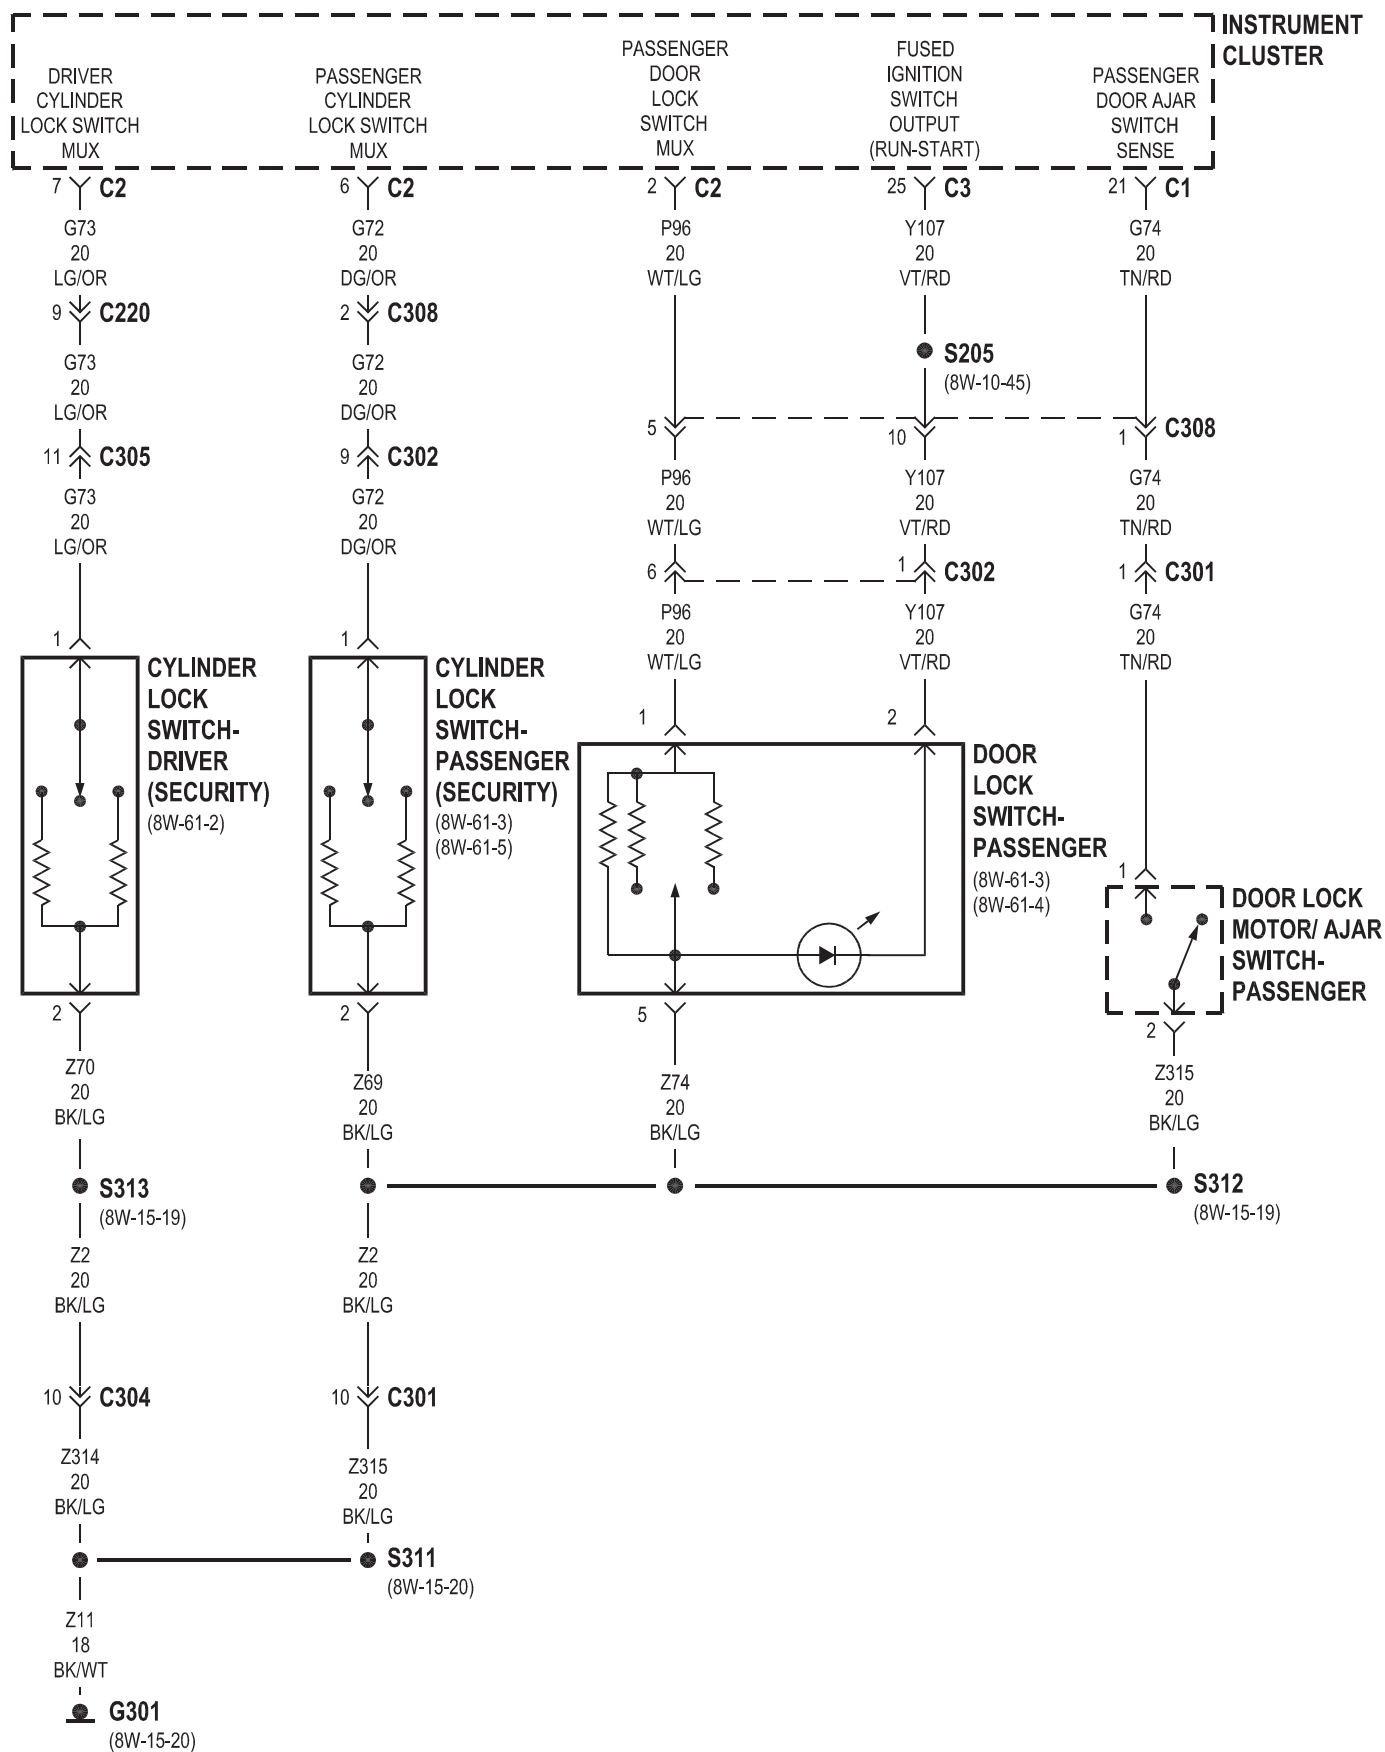 INSTRUMENT
CLUSTER
DRIVER
CYLINDER
LOCK SWITCH
MUX
PASSENGER
CYLINDER
LOCK SWITCH
MUX
PASSENGER
DOOR
LOCK
SWITCH
MUX
FUSED
IGNITION
SWITCH
OUTPUT
(RUN-START)
PASSENGER
DOOR AJAR
SWITCH
SENSE
7 C2
6 C2
2 C2
25 C3
21 C1
G73
20
LG/OR
G72
20
DG/OR
P96
20
WT/LG
Y107
20
VT/RD
G74
20
TN/RD
9 C220
2 C308
S205
(8W-10-45)
G73
20
LG/OR
G72
20
DG/OR
5
10
1 C308
11 C305
9 C302
P96
20
WT/LG
Y107
20
VT/RD
G74
20
TN/RD
G73
20
LG/OR
G72
20
DG/OR
6
1 C302
1 C301
P96
20
WT/LG
Y107
20
VT/RD
G74
20
TN/RD
1
CYLINDER
LOCK
SWITCH-
DRIVER
(SECURITY)
(8W-61-2)
1
CYLINDER
LOCK
SWITCH-
PASSENGER
(SECURITY)
(8W-61-3)
(8W-61-5)
1
2
DOOR
LOCK
SWITCH-
PASSENGER
(8W-61-3)
(8W-61-4)
1
DOOR LOCK
MOTOR/ AJAR
SWITCH-
PASSENGER
2
2
5
2
Z70
20
BK/LG
Z69
20
BK/LG
Z74
20
BK/LG
Z315
20
BK/LG
S313
(8W-15-19)
S312
(8W-15-19)
Z2
20
BK/LG
Z2
20
BK/LG
10 C304
10 C301
Z314
20
BK/LG
Z315
20
BK/LG
S311
(8W-15-20)
Z11
18
BK/WT
G301
(8W-15-20)